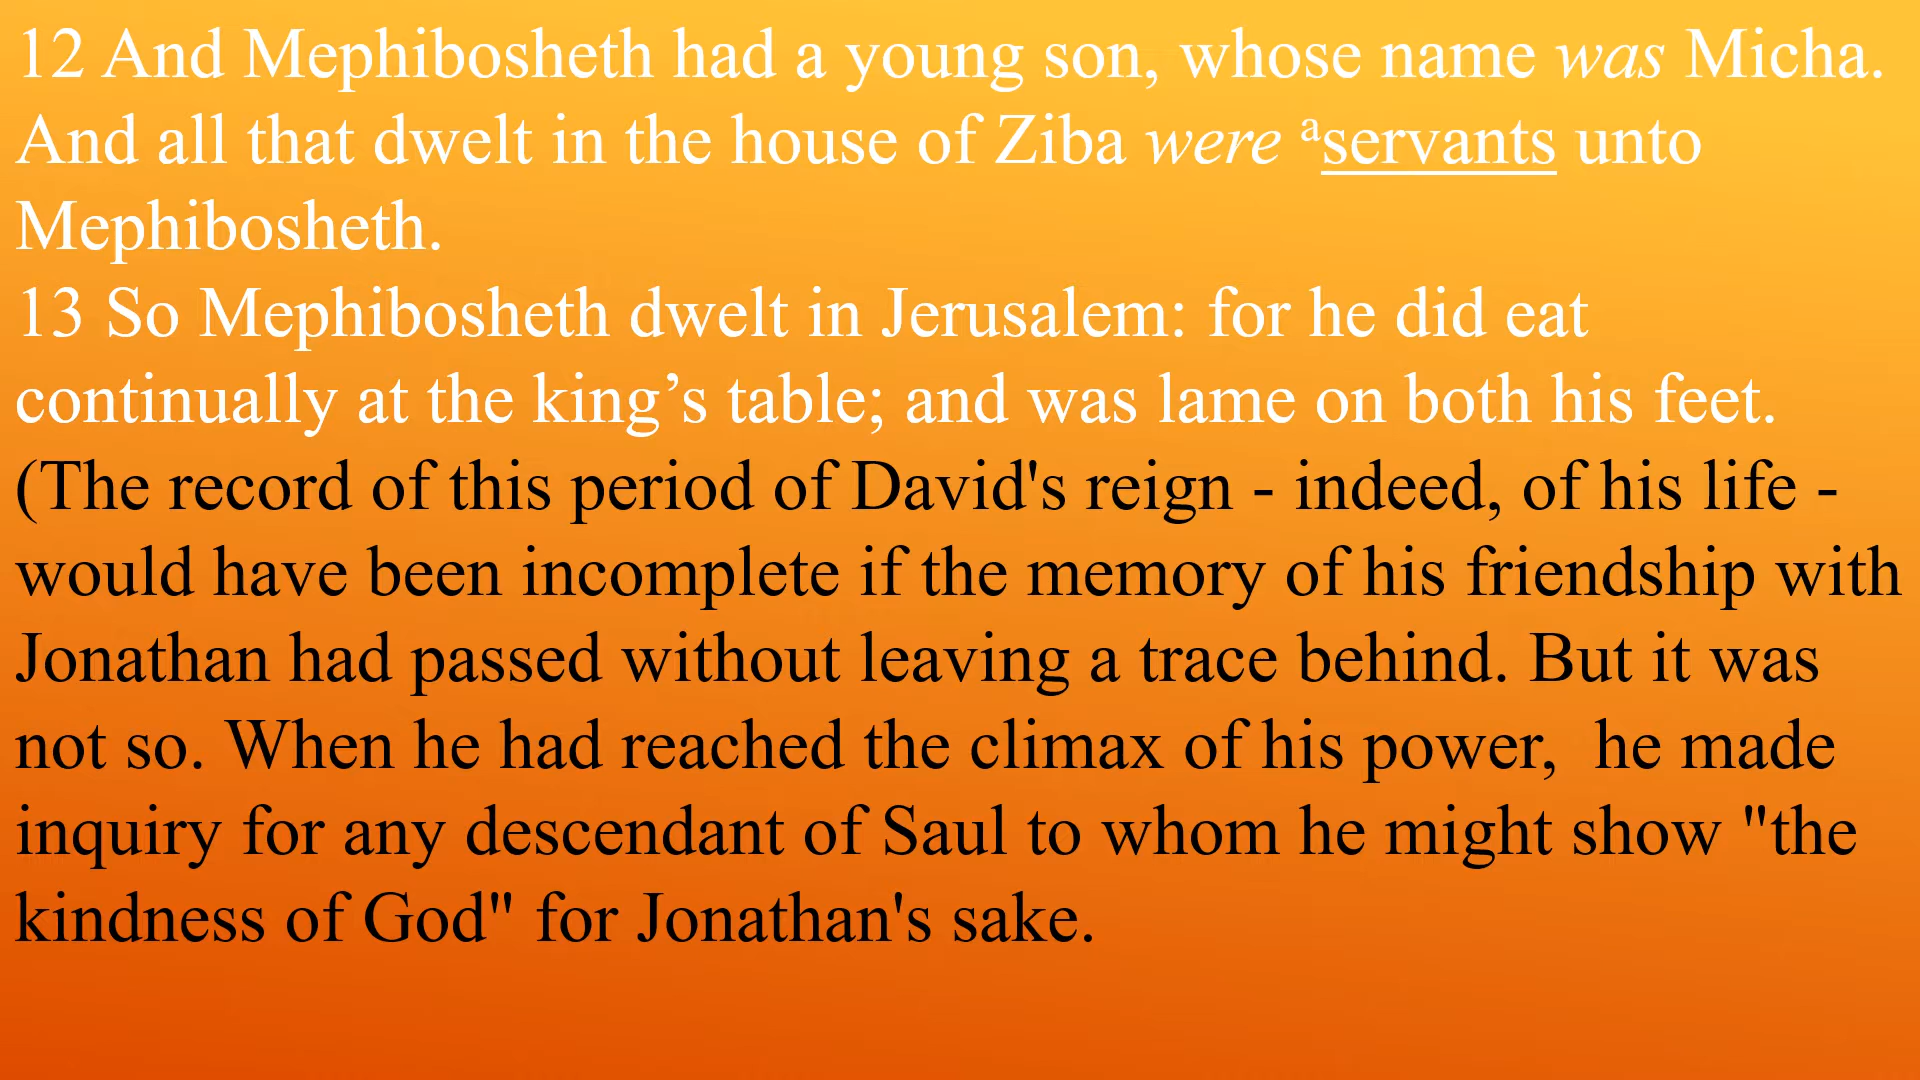 12 And Mephibosheth had a young son, whose name was Micha.
And all that dwelt in the house of Ziba were ᵃservants unto
Mephibosheth.
13 So Mephibosheth dwelt in Jerusalem: for he did eat
continually at the king’s table; and was lame on both his feet.
(The record of this period of David's reign - indeed, of his life -
would have been incomplete if the memory of his friendship with
Jonathan had passed without leaving a trace behind. But it was
not so. When he had reached the climax of his power,  he made
inquiry for any descendant of Saul to whom he might show "the
kindness of God" for Jonathan's sake.